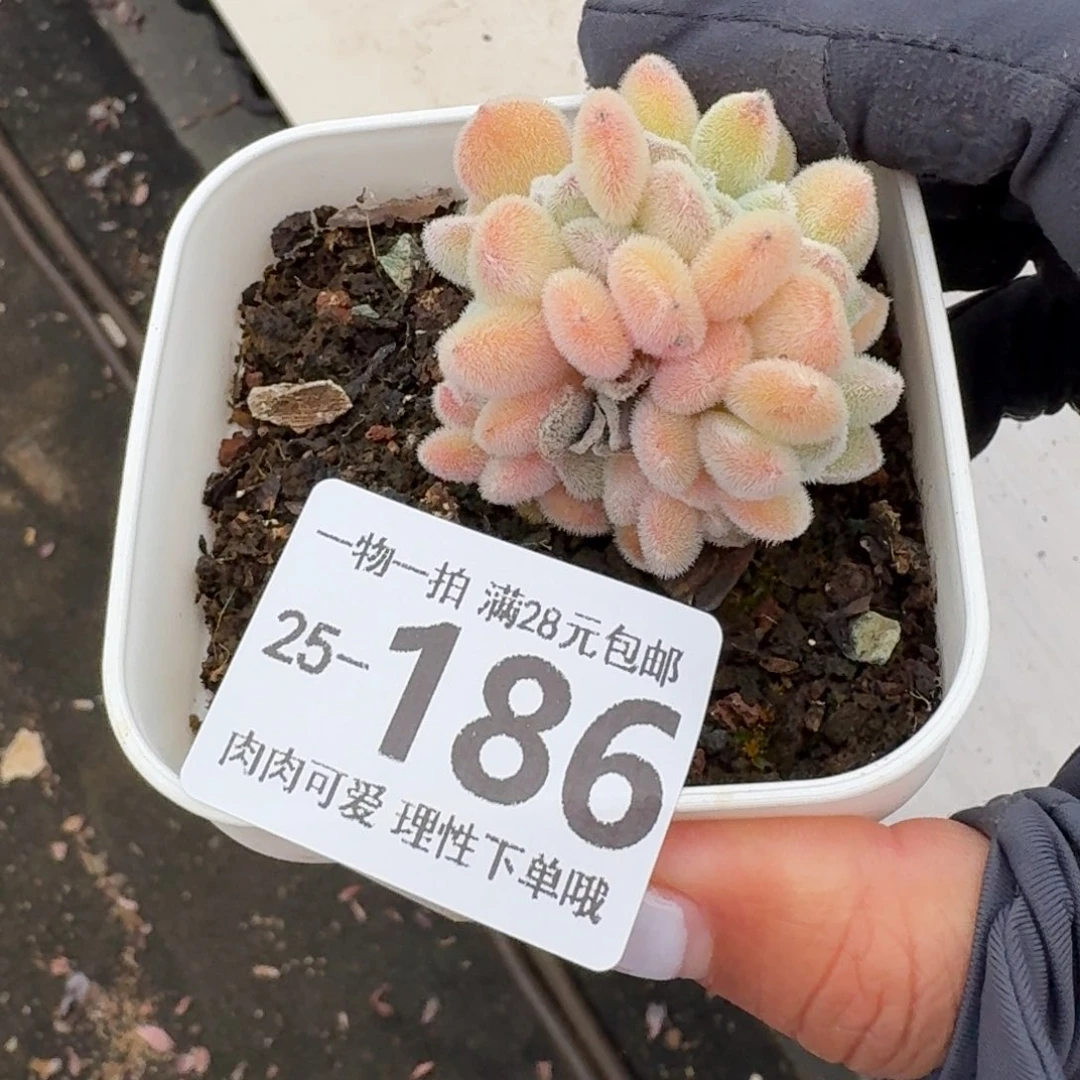 一物一拍 满28元包邮
25-186
肉肉可爱 理性下单哦